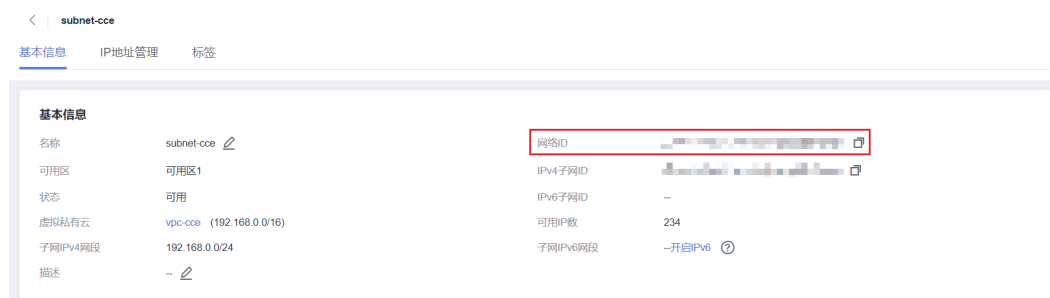 subnet-cce
基本信息 IP地址管理 标签
基本信息
名称 subnet-cce 网络ID
可用区 可用区1 IPv4子网ID
状态 可用 IPv6子网ID --
虚拟私有云 vpc-cce (192.168.0.0/16) 可用IP数 234
子网IPv4网段 192.168.0.0/24 子网IPv6网段 --开启IPv6
描述 --